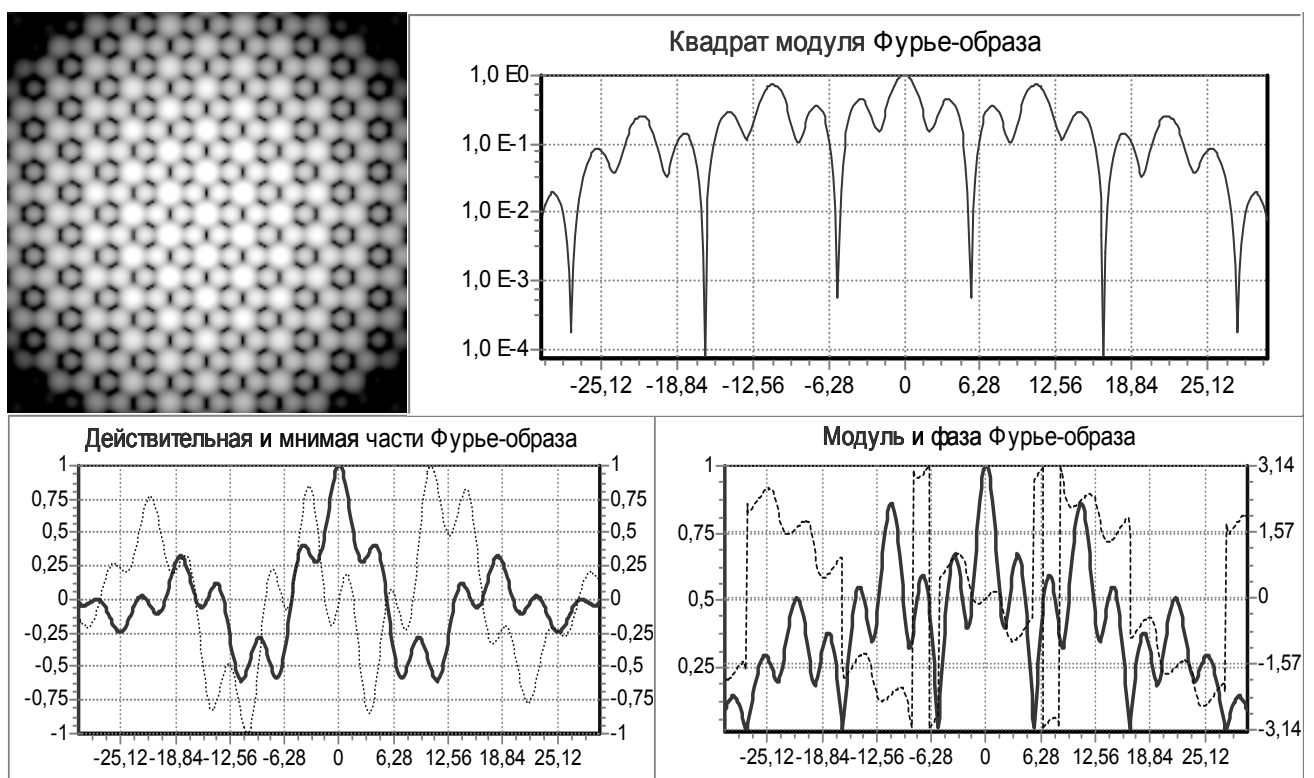 Квадрат модуля Фурье-образа
1,0 E0
1,0 E-1
1,0 E-2
1,0 E-3
1,0 E-4
-25,12 -18,84 -12,56 -6,28 0 6,28 12,56 18,84 25,12
Действительная и мнимая части Фурье-образа
1 1
0,75 0,75
0,5 0,5
0,25 0,25
0 0
-0,25 -0,25
-0,5 -0,5
-0,75 -0,75
-1 -1
-25,12 -18,84 -12,56 -6,28 0 6,28 12,56 18,84 25,12
Модуль и фаза Фурье-образа
1 3,14
0,75 1,57
0,5 0
0,25 -1,57
-3,14
-25,12 -18,84 -12,56 -6,28 0 6,28 12,56 18,84 25,12